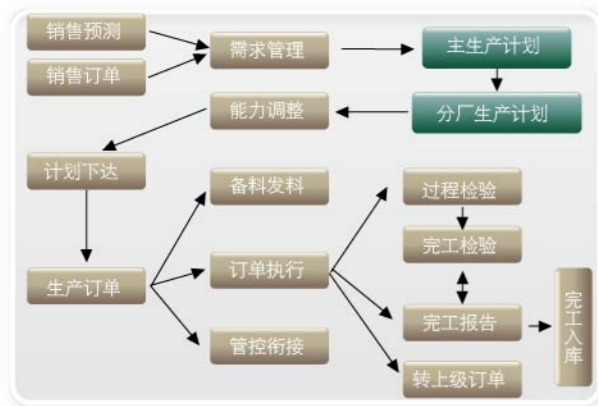 销售预测
销售订单
需求管理
主生产计划
能力调整
分厂生产计划
计划下达
备料发料
过程检验
完工检验
生产订单
订单执行
完工报告
完工入库
管控衔接
转上级订单